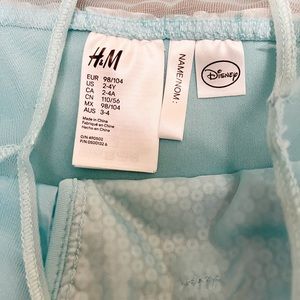 H&M
EUR 98/104
US 2-4Y
CA 2-4A
CN 110/56
MX 98/104
AUS 3-4
Made in China
Fabriqué en Chine
Hecho en China
NAME/NOM :
Disney